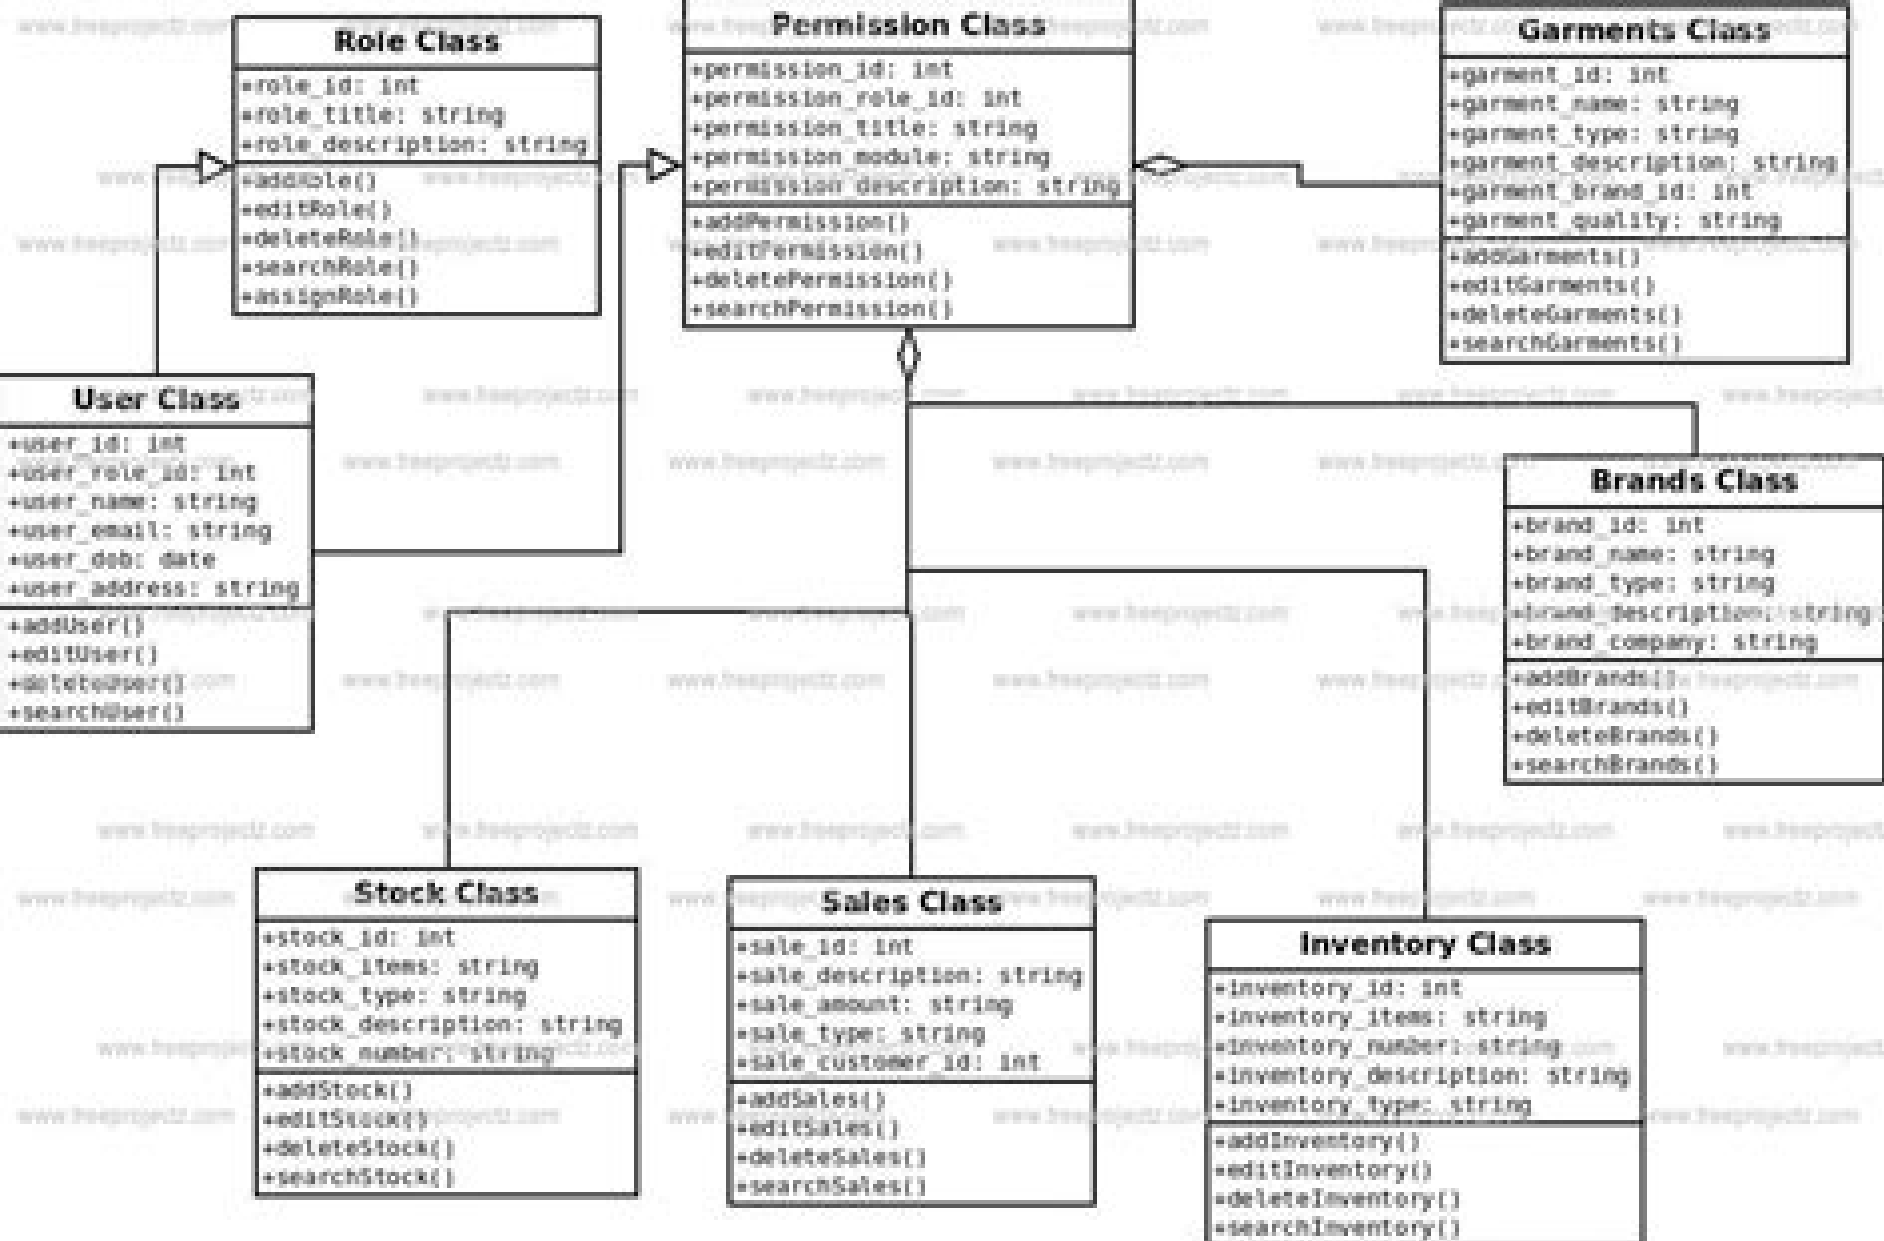 Role Class
+role_id: int
+role_title: string
+role_description: string
+addRole()
+editRole()
+deleteRole()
+searchRole()
+assignRole()
Permission Class
+permission_id: int
+permission_role_id: int
+permission_title: string
+permission_module: string
+permission_description: string
+addPermission()
+editPermission()
+deletePermission()
+searchPermission()
Garments Class
+garment_id: int
+garment_name: string
+garment_type: string
+garment_description: string
+garment_brand_id: int
+garment_quality: string
+addGarments()
+editGarments()
+deleteGarments()
+searchGarments()
User Class
+user_id: int
+user_role_id: int
+user_name: string
+user_email: string
+user_dob: date
+user_address: string
+addUser()
+editUser()
+deleteUser()
+searchUser()
Brands Class
+brand_id: int
+brand_name: string
+brand_type: string
+brand_description: string
+brand_company: string
+addBrands()
+editBrands()
+deleteBrands()
+searchBrands()
Stock Class
+stock_id: int
+stock_items: string
+stock_type: string
+stock_description: string
+stock_number: string
+addStock()
+editStock()
+deleteStock()
+searchStock()
Sales Class
+sale_id: int
+sale_description: string
+sale_amount: string
+sale_type: string
+sale_customer_id: int
+addSales()
+editSales()
+deleteSales()
+searchSales()
Inventory Class
+inventory_id: int
+inventory_items: string
+inventory_number: string
+inventory_description: string
+inventory_type: string
+addInventory()
+editInventory()
+deleteInventory()
+searchInventory()
www.freeprojectz.com